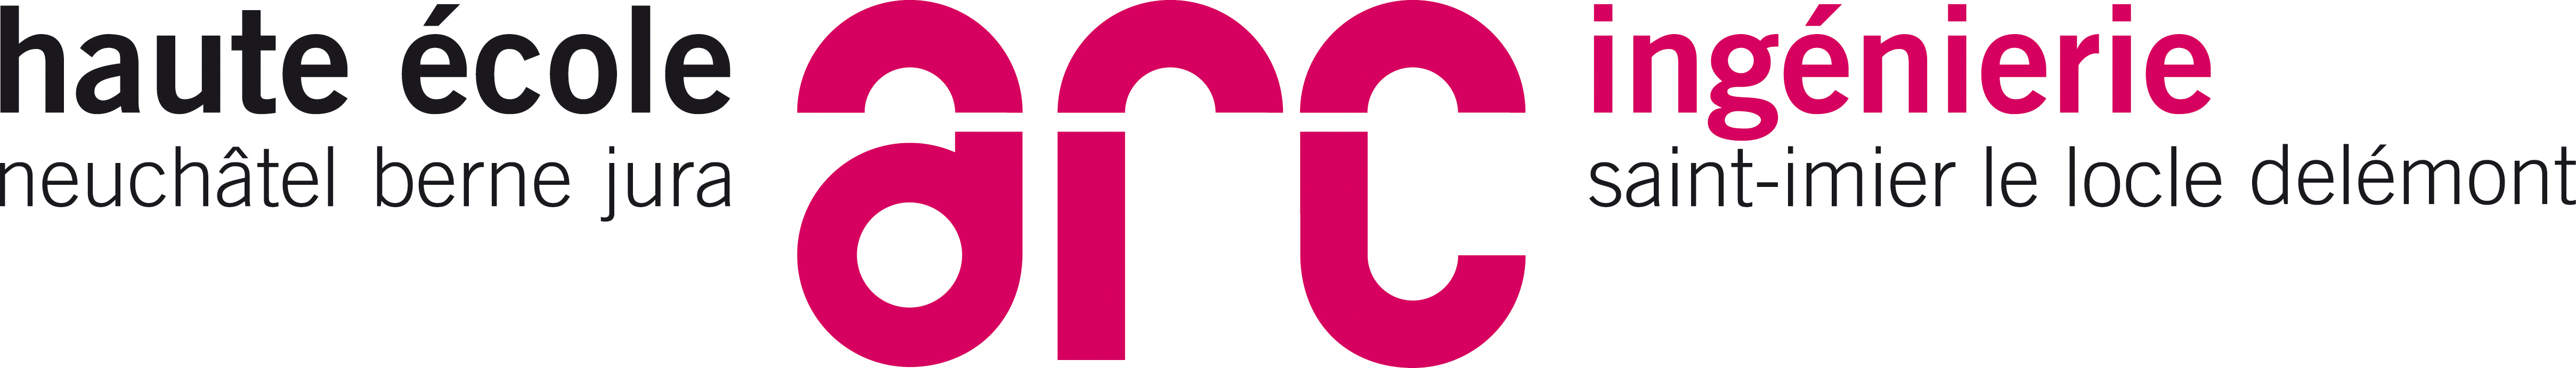 haute école
neuchâtel berne jura
arc
ingénierie
saint-imier le locle delémont